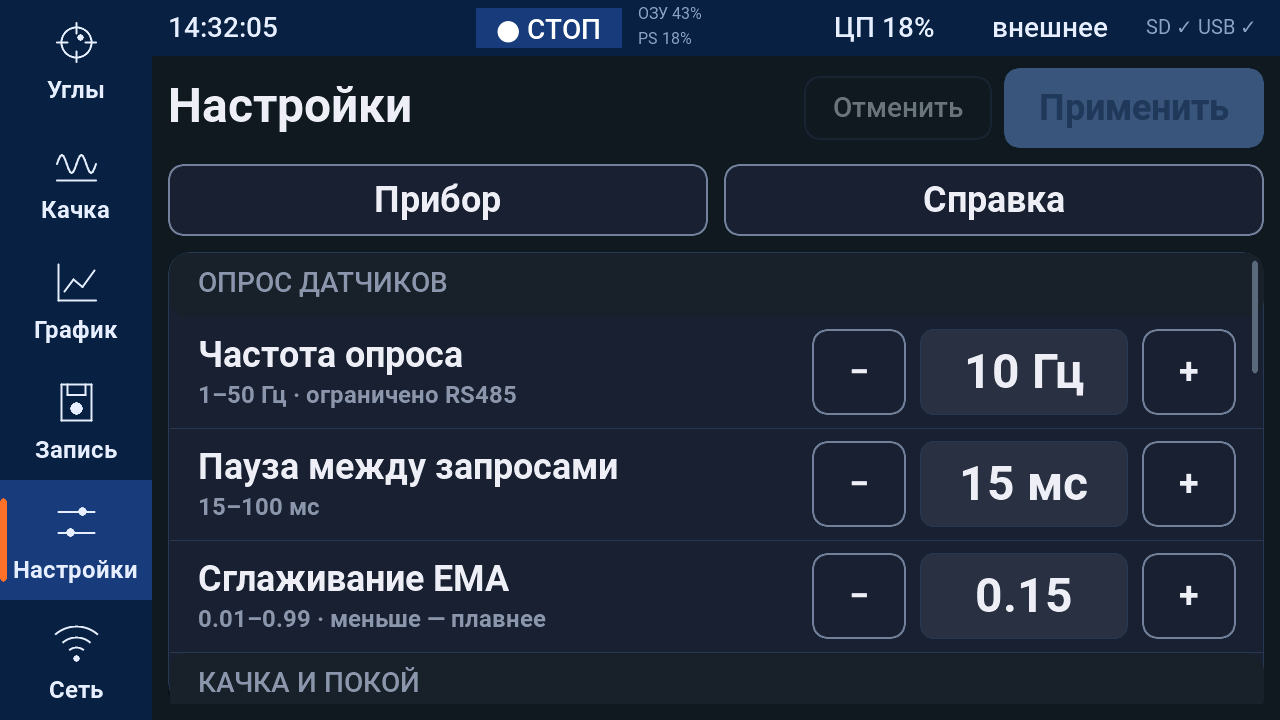 14:32:05
СТОП
ОЗУ 43%
PS 18%
ЦП 18%
внешнее
SD ✓ USB ✓
Углы
Качка
График
Запись
Настройки
Сеть
Настройки
Отменить
Применить
Прибор
Справка
ОПРОС ДАТЧИКОВ
Частота опроса
1–50 Гц · ограничено RS485
− 10 Гц +
Пауза между запросами
15–100 мс
− 15 мс +
Сглаживание EMA
0.01–0.99 · меньше — плавнее
− 0.15 +
КАЧКА И ПОКОЙ